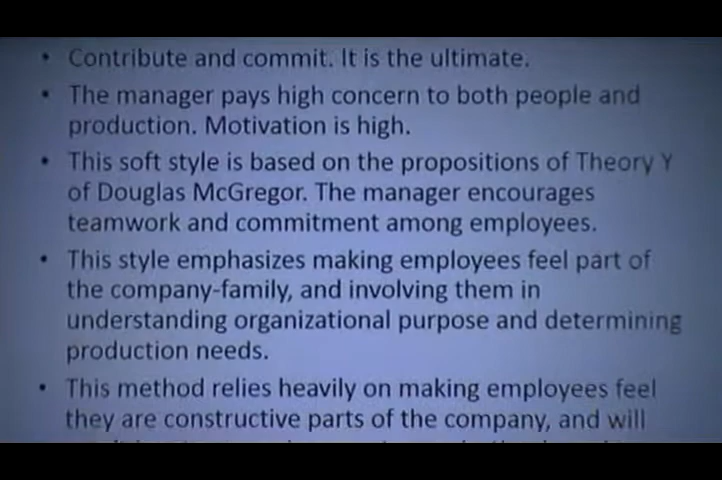 • Contribute and commit. It is the ultimate.
• The manager pays high concern to both people and
production. Motivation is high.
• This soft style is based on the propositions of Theory Y
of Douglas McGregor. The manager encourages
teamwork and commitment among employees.
• This style emphasizes making employees feel part of
the company-family, and involving them in
understanding organizational purpose and determining
production needs.
• This method relies heavily on making employees feel
they are constructive parts of the company, and will